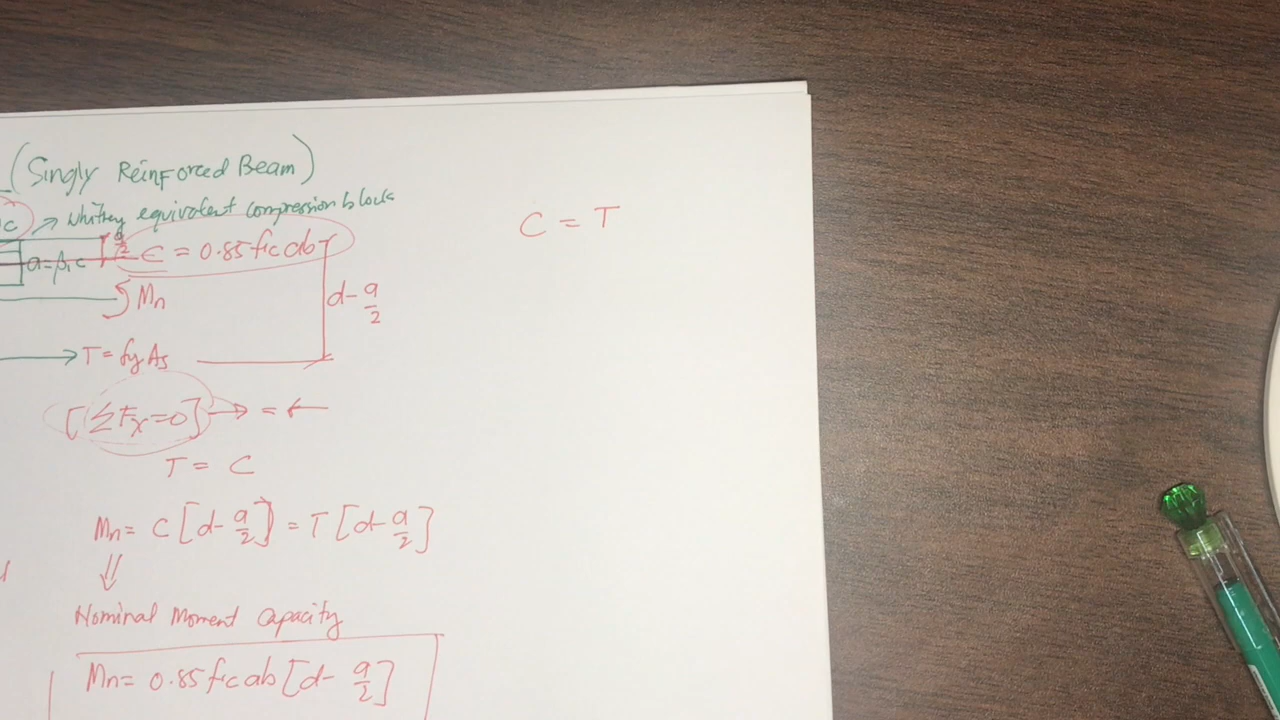 (Singly Reinforced Beam)
Whitney equivalent compression block
a/2 C = 0.85 f'c ab
a=β1c
Mn
d-a/2
T = fy As
[ΣFx=0] → = ←
T = C
Mn = C [d-a/2] = T [d-a/2]
⇓
Nominal Moment Capacity
Mn = 0.85 f'c ab [d- a/2]
C = T